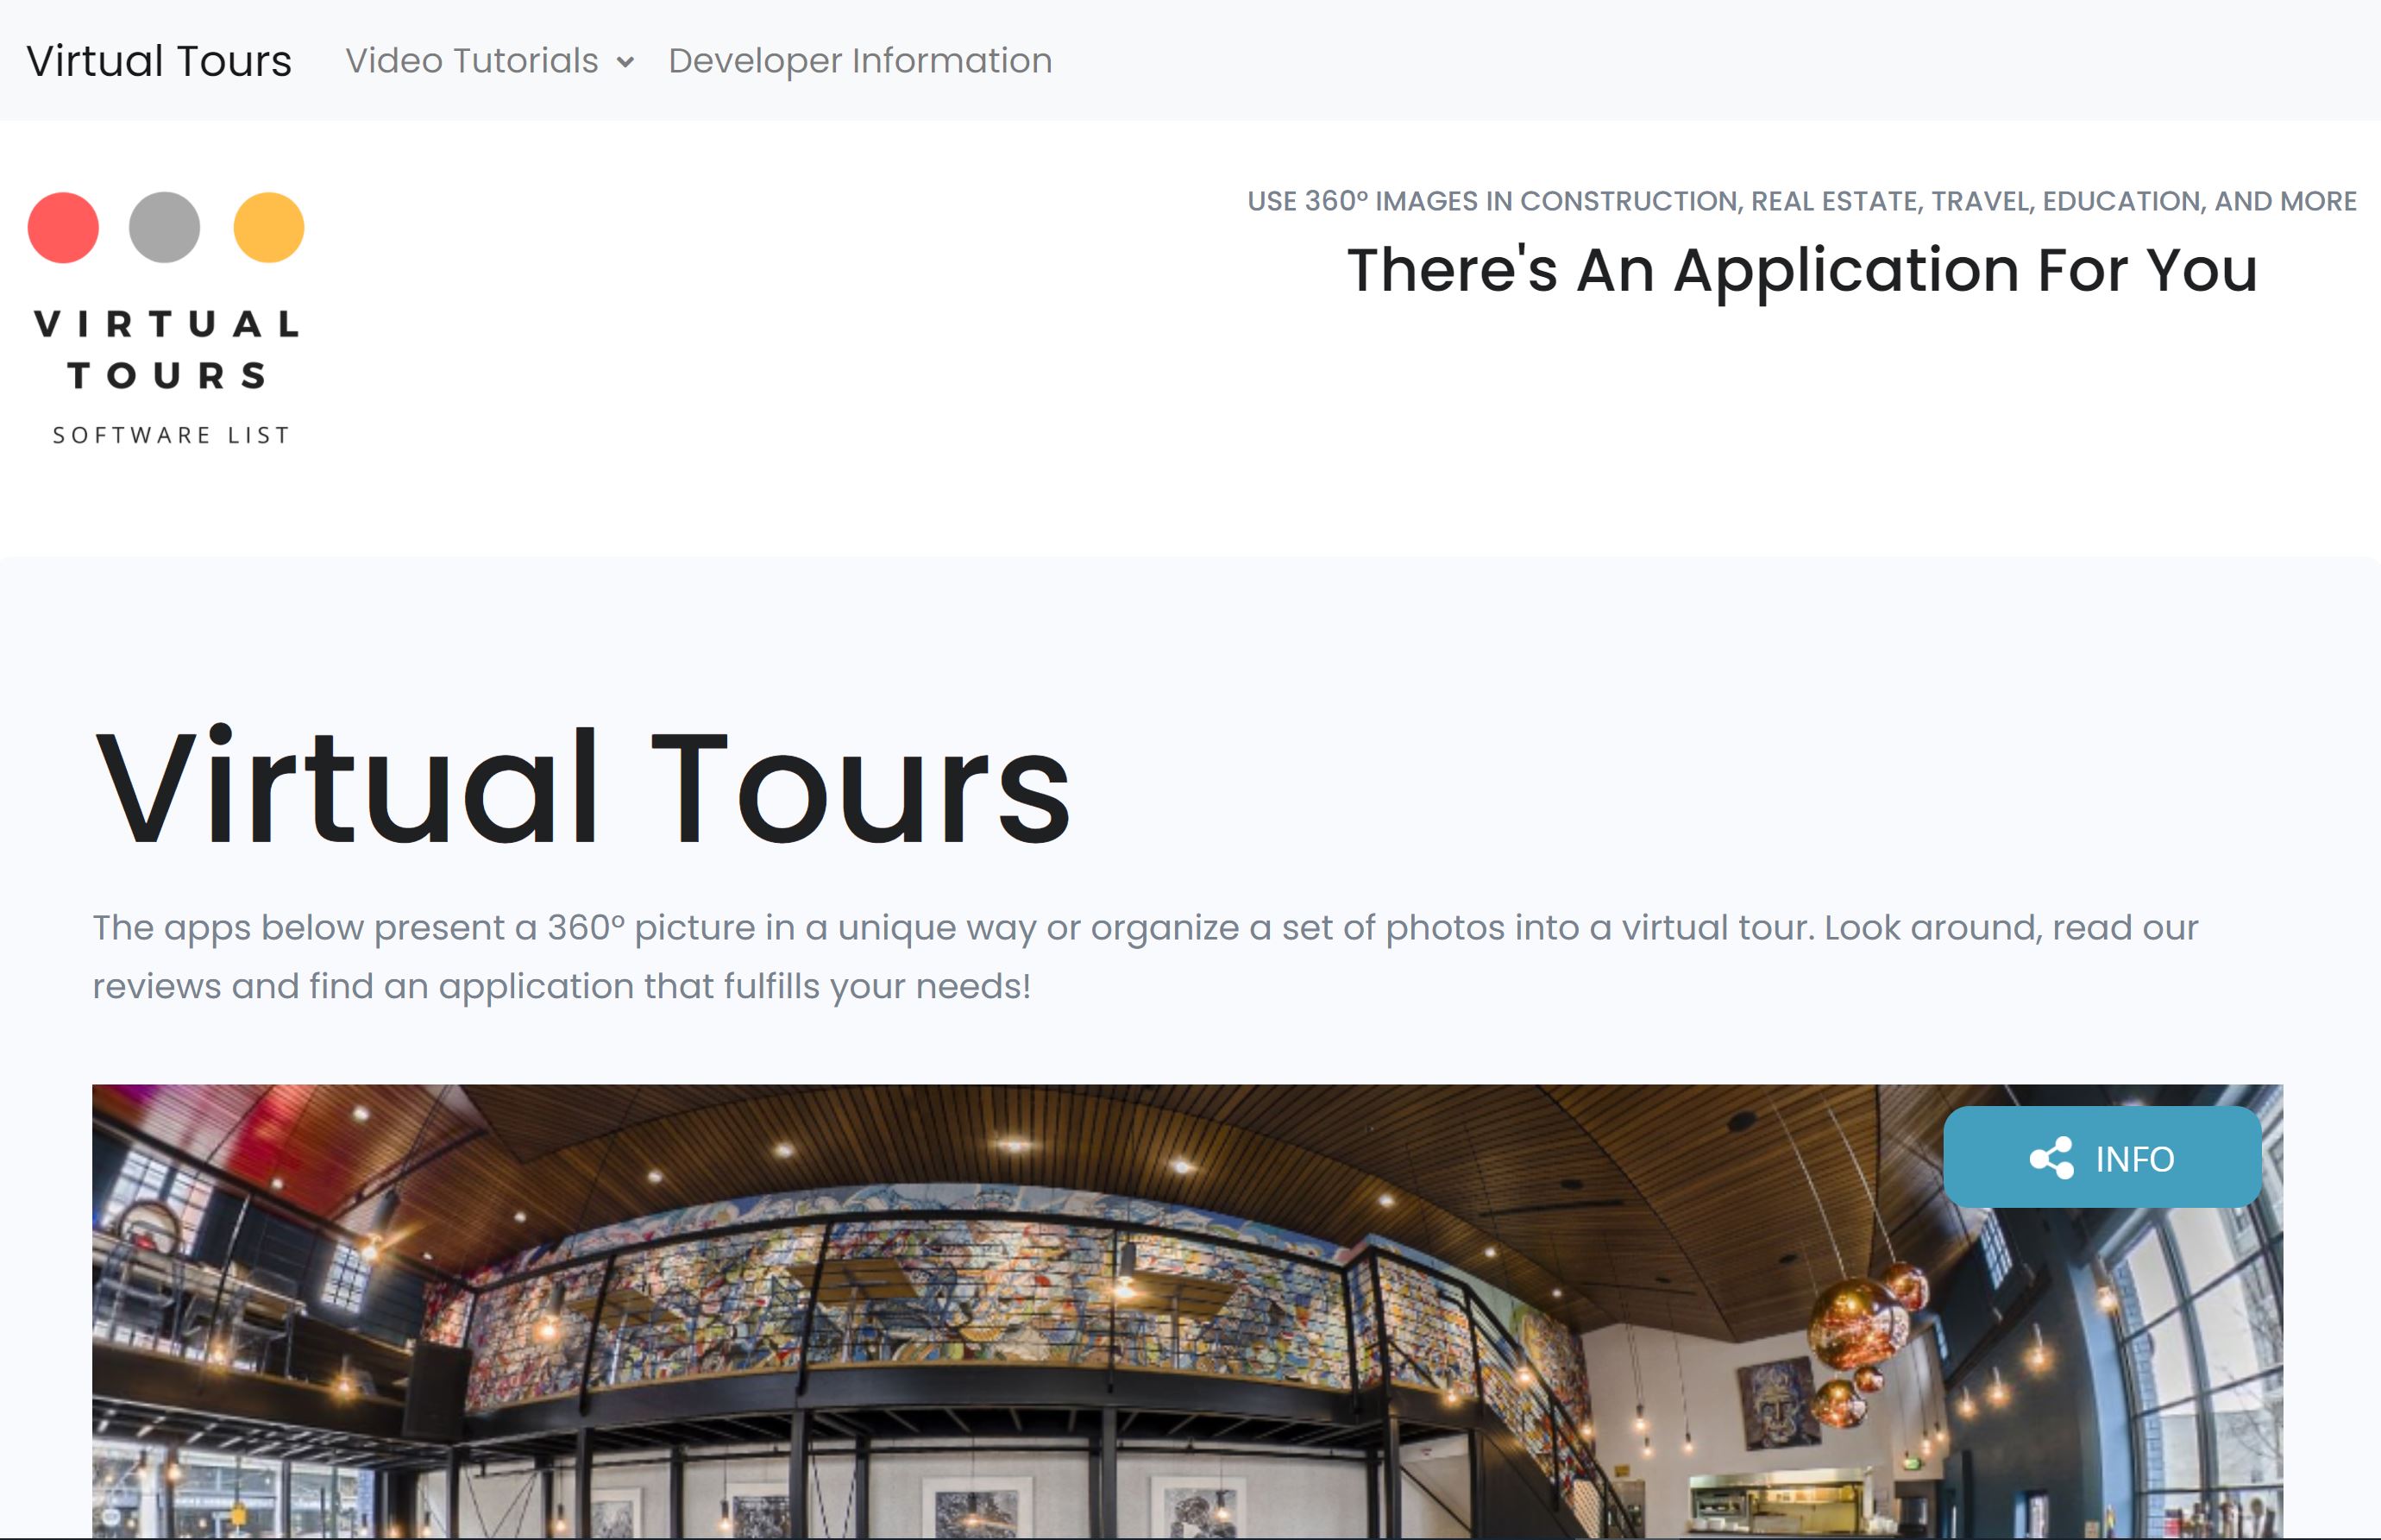 Virtual Tours Video Tutorials Developer Information
USE 360° IMAGES IN CONSTRUCTION, REAL ESTATE, TRAVEL, EDUCATION, AND MORE
There's An Application For You
VIRTUAL
TOURS
SOFTWARE LIST
Virtual Tours
The apps below present a 360° picture in a unique way or organize a set of photos into a virtual tour. Look around, read our
reviews and find an application that fulfills your needs!
INFO